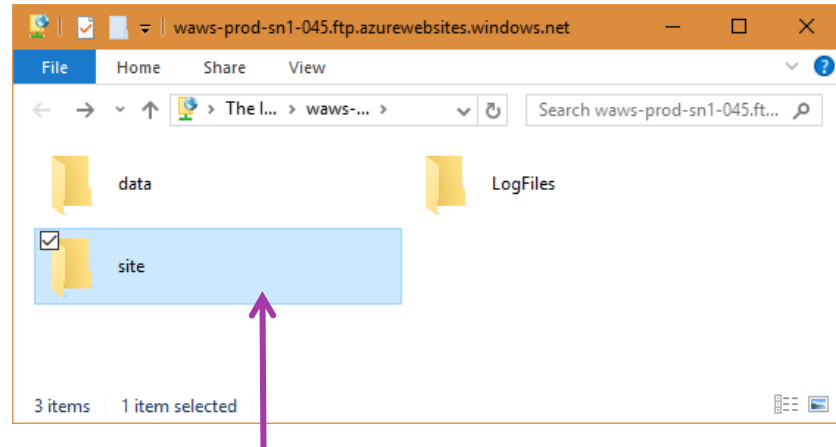 waws-prod-sn1-045.ftp.azurewebsites.windows.net
File Home Share View
The I... waws-... Search waws-prod-sn1-045.ft...
data LogFiles
site
3 items 1 item selected